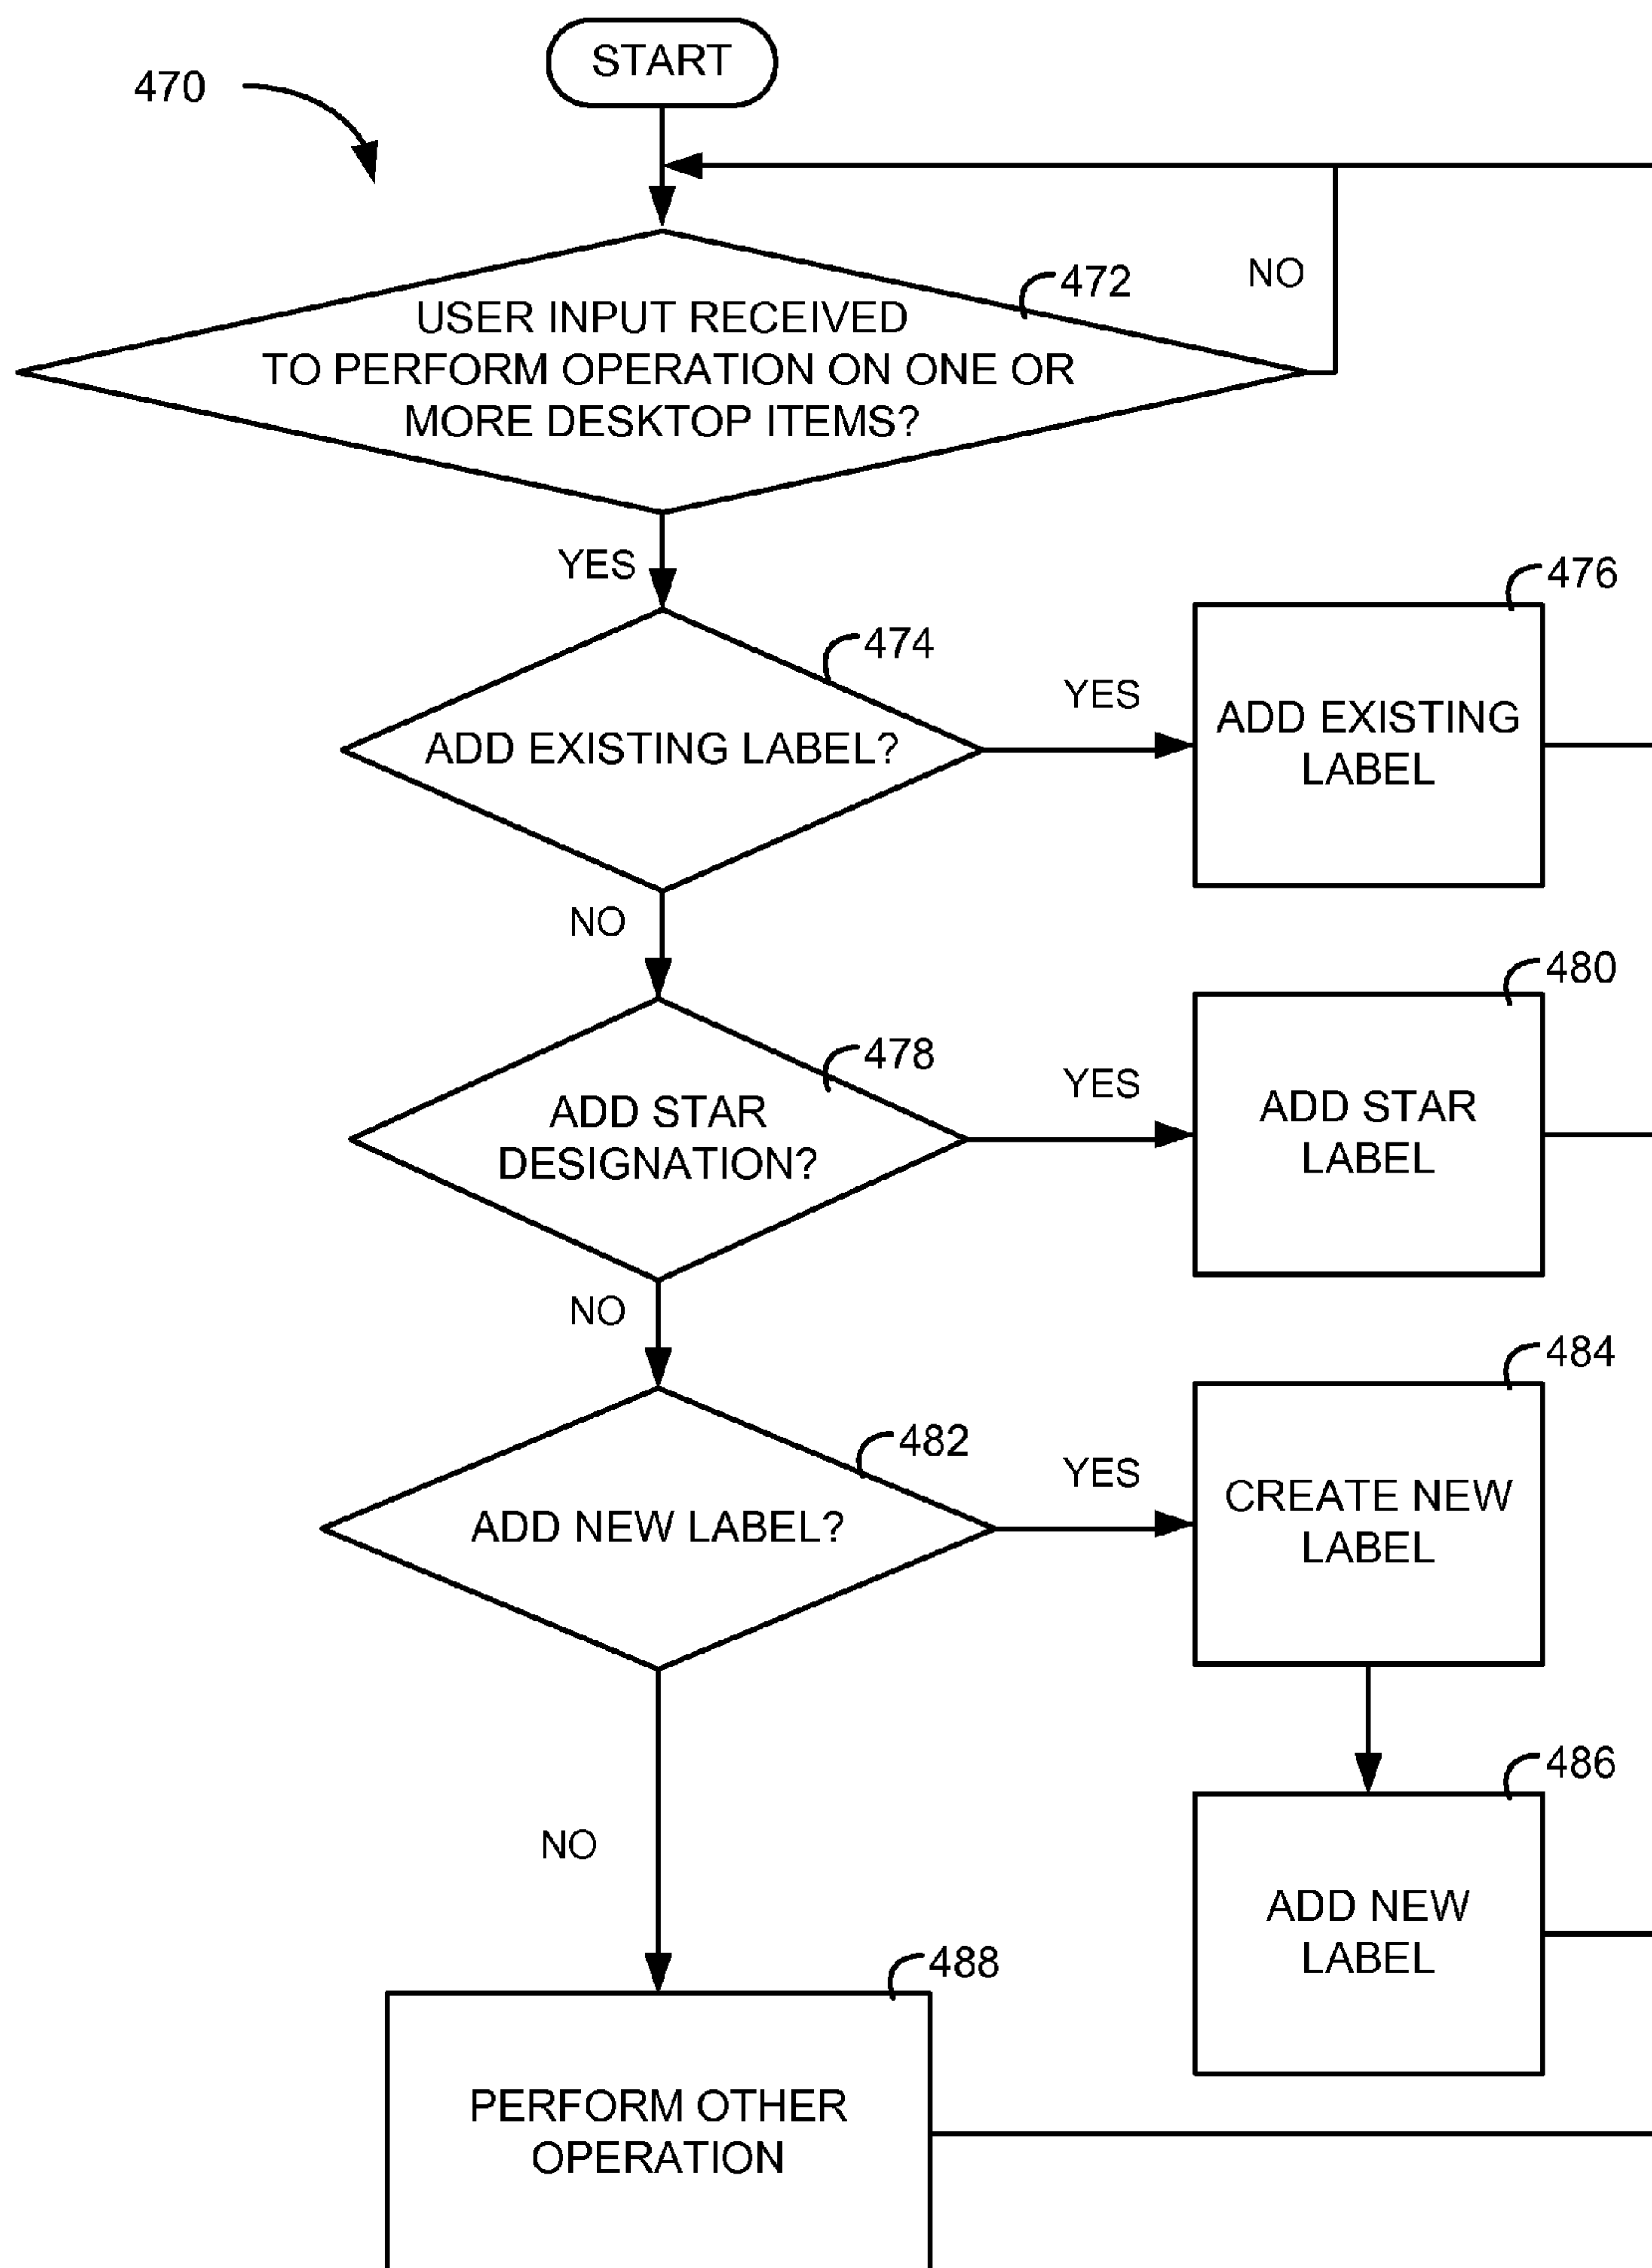 START
470
472
NO
USER INPUT RECEIVED
TO PERFORM OPERATION ON ONE OR
MORE DESKTOP ITEMS?
YES
476
474
YES
ADD EXISTING LABEL?
ADD EXISTING
LABEL
NO
480
478
YES
ADD STAR
DESIGNATION?
ADD STAR
LABEL
NO
484
482
YES
ADD NEW LABEL?
CREATE NEW
LABEL
486
NO
ADD NEW
LABEL
488
PERFORM OTHER
OPERATION